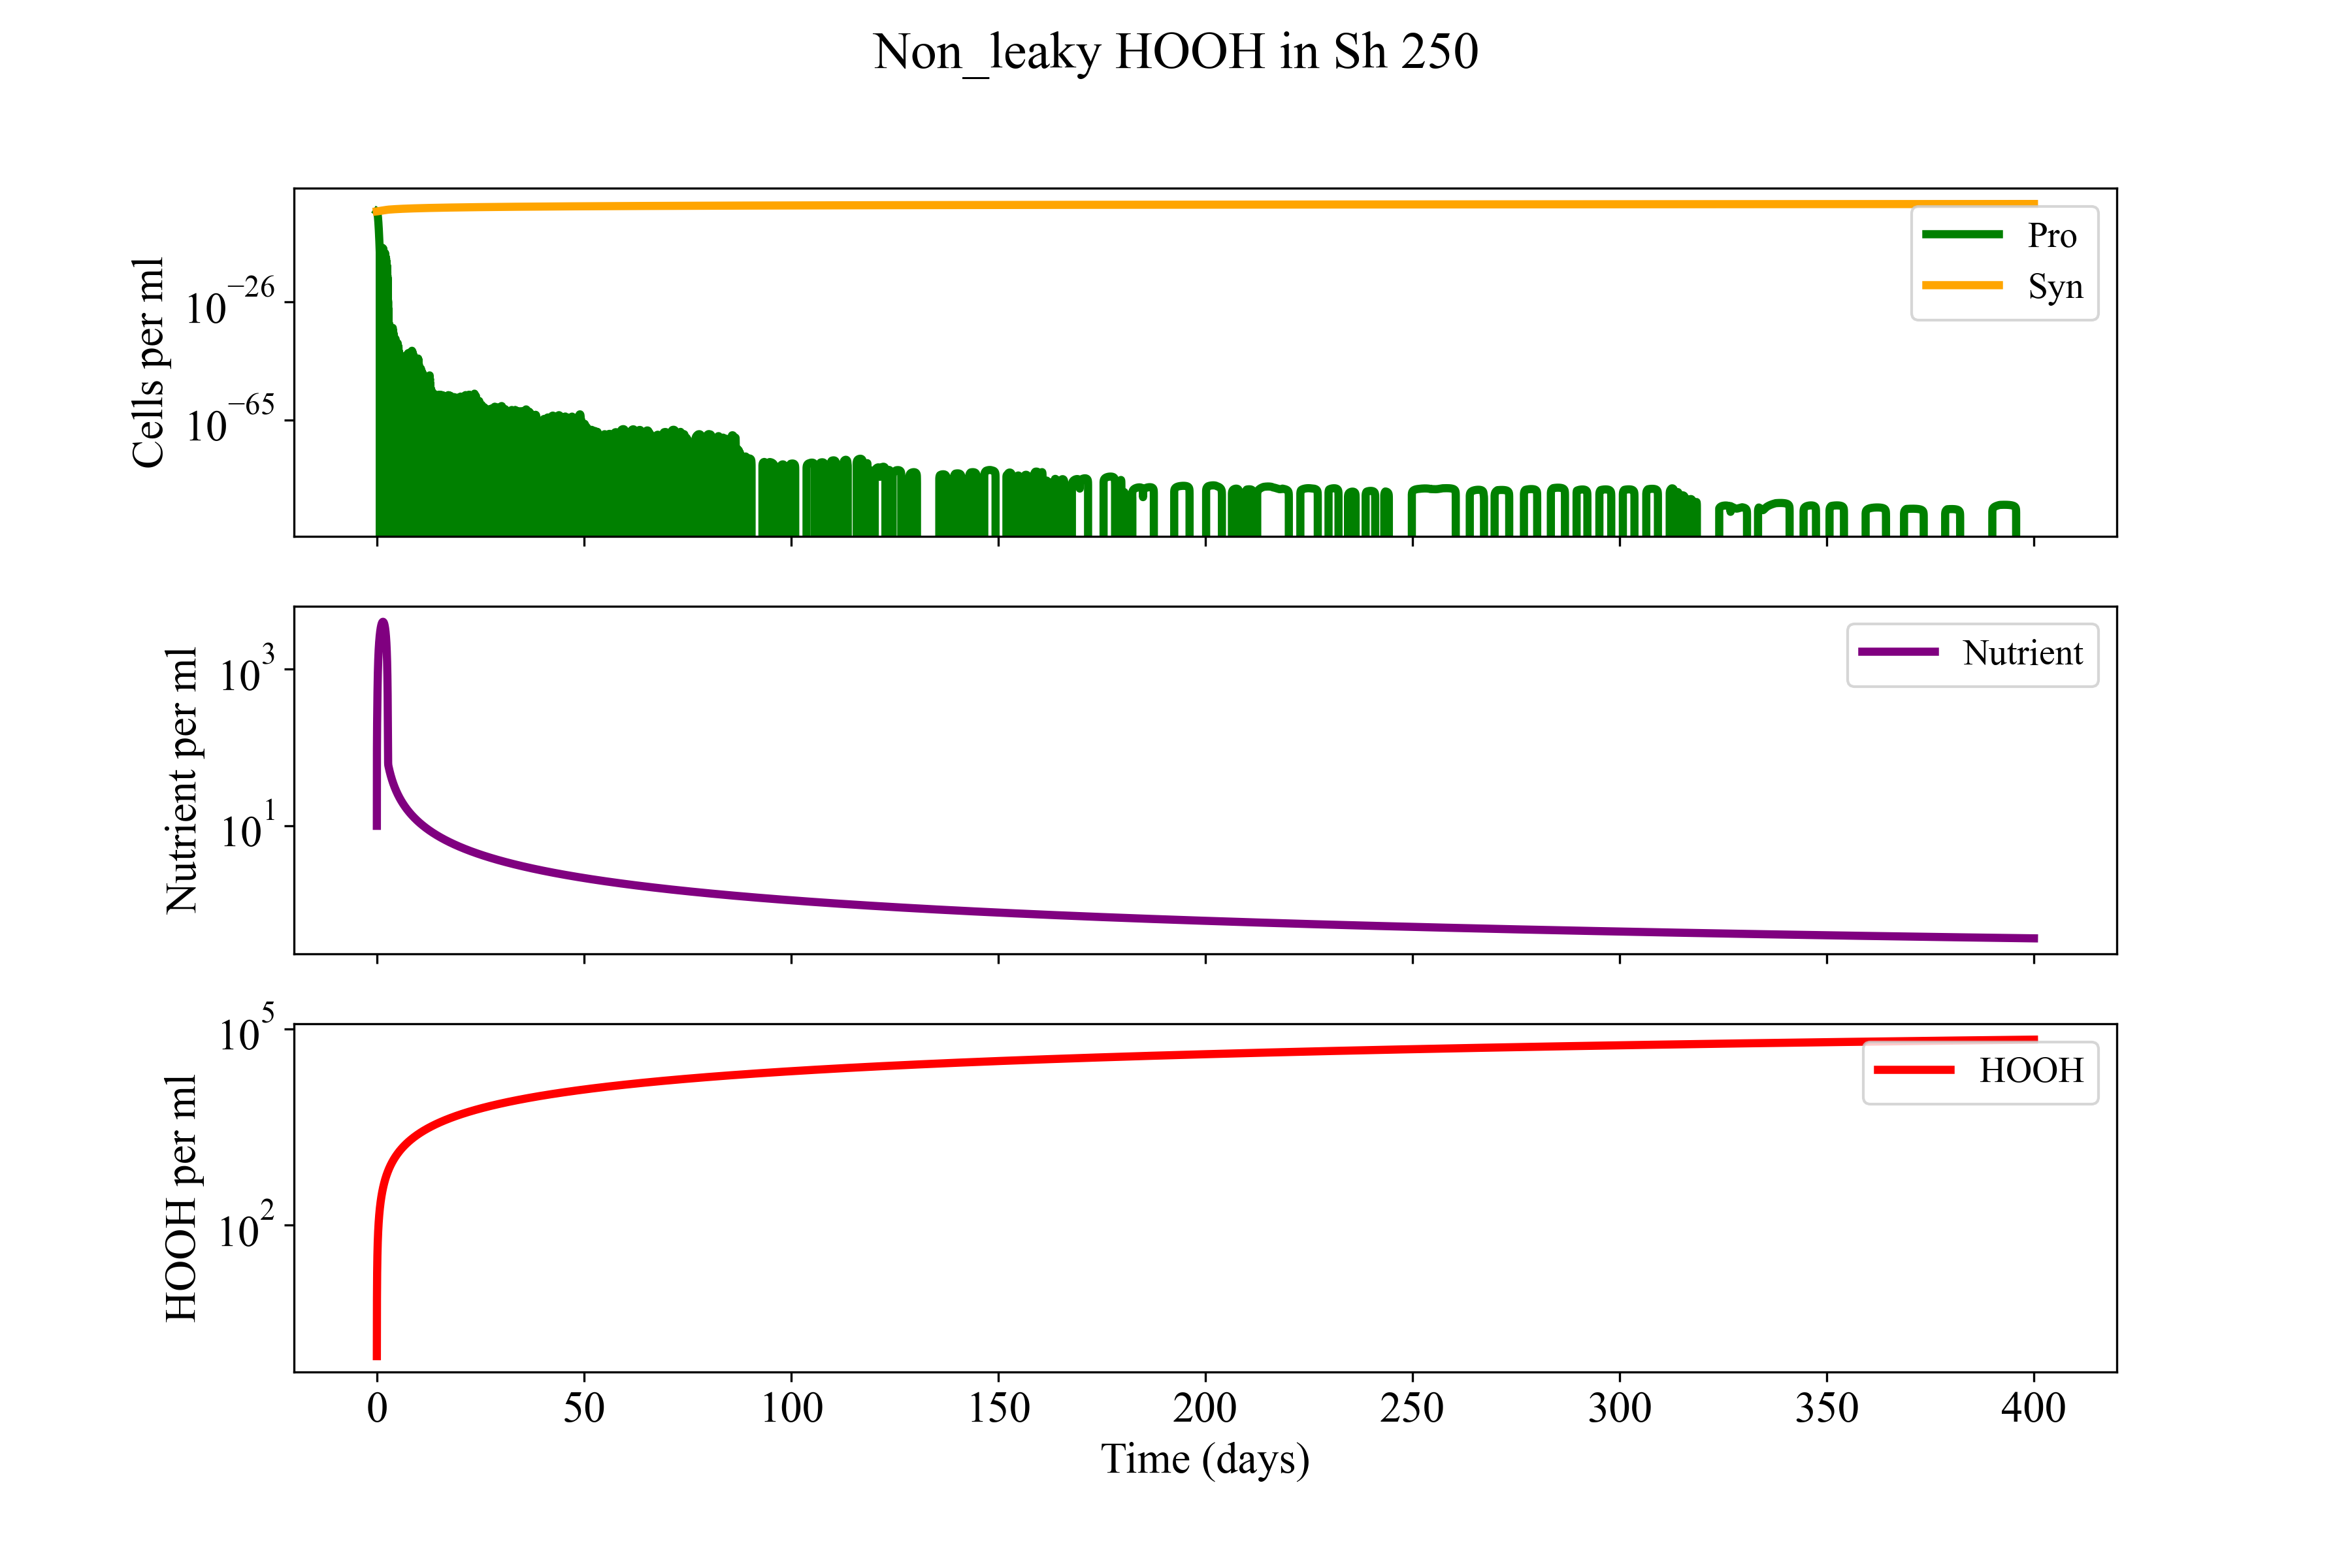 Non_leaky HOOH in Sh 250
Cells per ml
10⁻²⁶
10⁻⁶⁵
Pro
Syn
Nutrient per ml
10³
10¹
Nutrient
HOOH per ml
10⁵
10²
HOOH
0 50 100 150 200 250 300 350 400
Time (days)